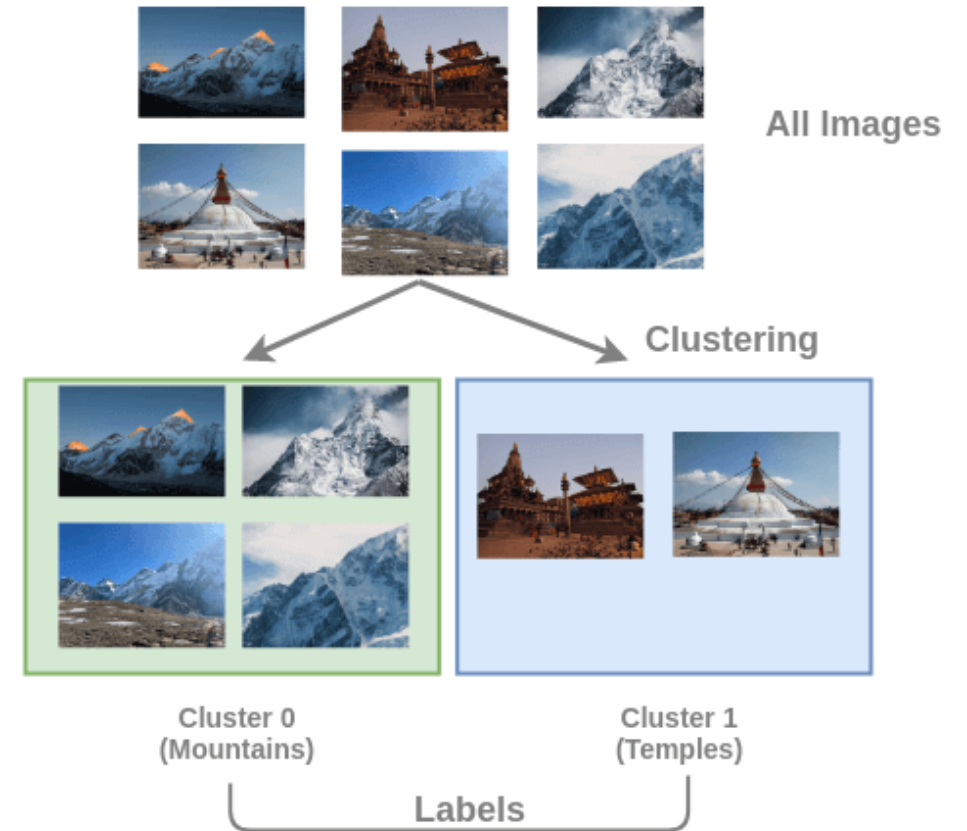 All Images
Clustering
Cluster 0
(Mountains)
Cluster 1
(Temples)
Labels